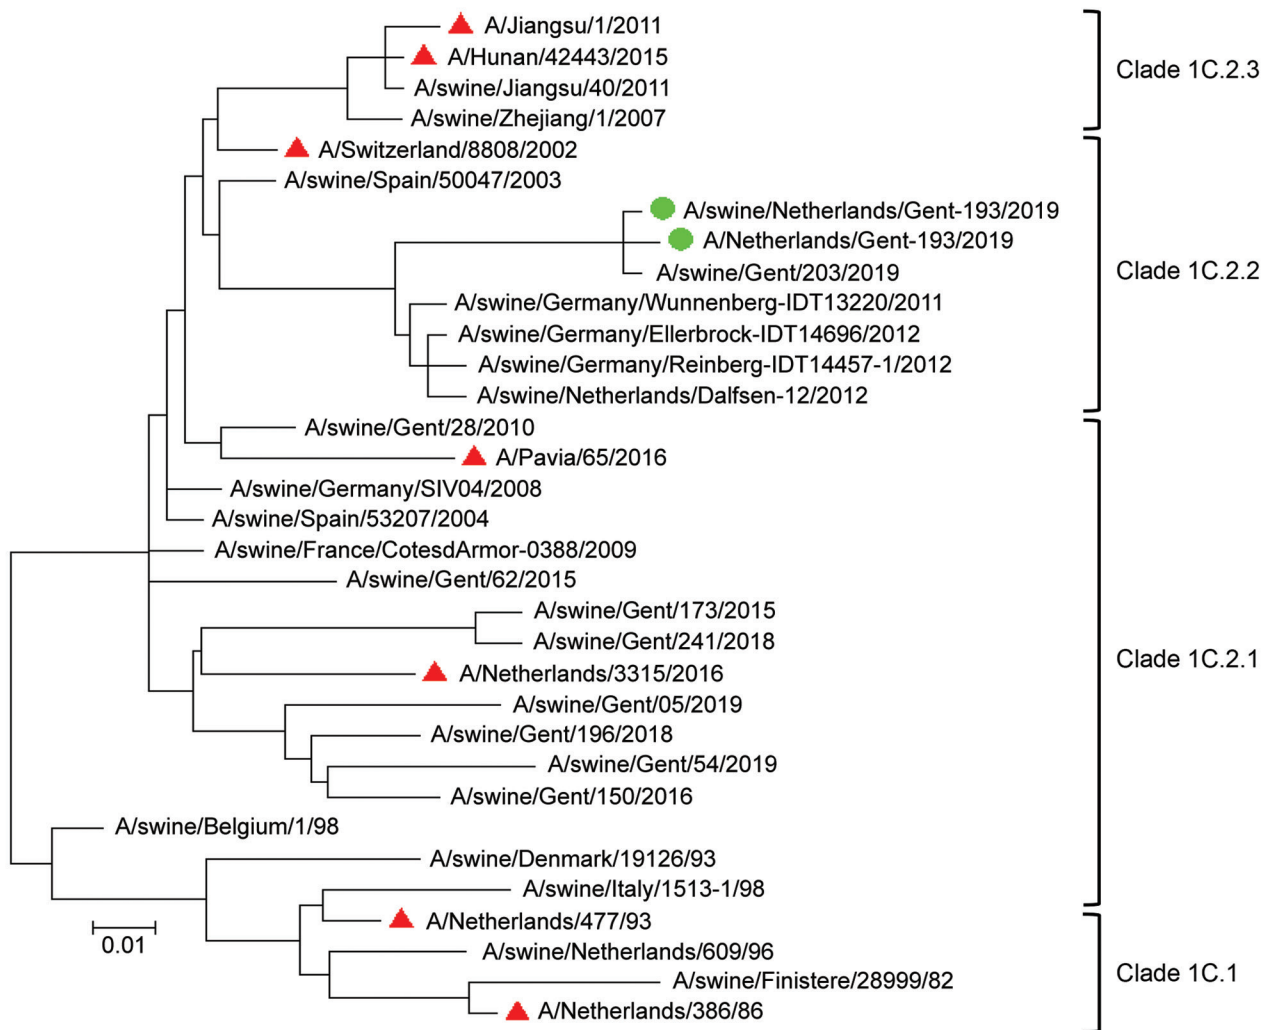 A/Jiangsu/1/2011
A/Hunan/42443/2015
A/swine/Jiangsu/40/2011
A/swine/Zhejiang/1/2007
Clade 1C.2.3
A/Switzerland/8808/2002
A/swine/Spain/50047/2003
A/swine/Netherlands/Gent-193/2019
A/Netherlands/Gent-193/2019
A/swine/Gent/203/2019
A/swine/Germany/Wunnenberg-IDT13220/2011
A/swine/Germany/Ellerbrock-IDT14696/2012
A/swine/Germany/Reinberg-IDT14457-1/2012
A/swine/Netherlands/Dalfsen-12/2012
Clade 1C.2.2
A/swine/Gent/28/2010
A/Pavia/65/2016
A/swine/Germany/SIV04/2008
A/swine/Spain/53207/2004
A/swine/France/CotesdArmor-0388/2009
A/swine/Gent/62/2015
A/swine/Gent/173/2015
A/swine/Gent/241/2018
A/Netherlands/3315/2016
A/swine/Gent/05/2019
A/swine/Gent/196/2018
A/swine/Gent/54/2019
A/swine/Gent/150/2016
A/swine/Belgium/1/98
A/swine/Denmark/19126/93
A/swine/Italy/1513-1/98
Clade 1C.2.1
A/Netherlands/477/93
A/swine/Netherlands/609/96
A/swine/Finistere/28999/82
A/Netherlands/386/86
Clade 1C.1
0.01